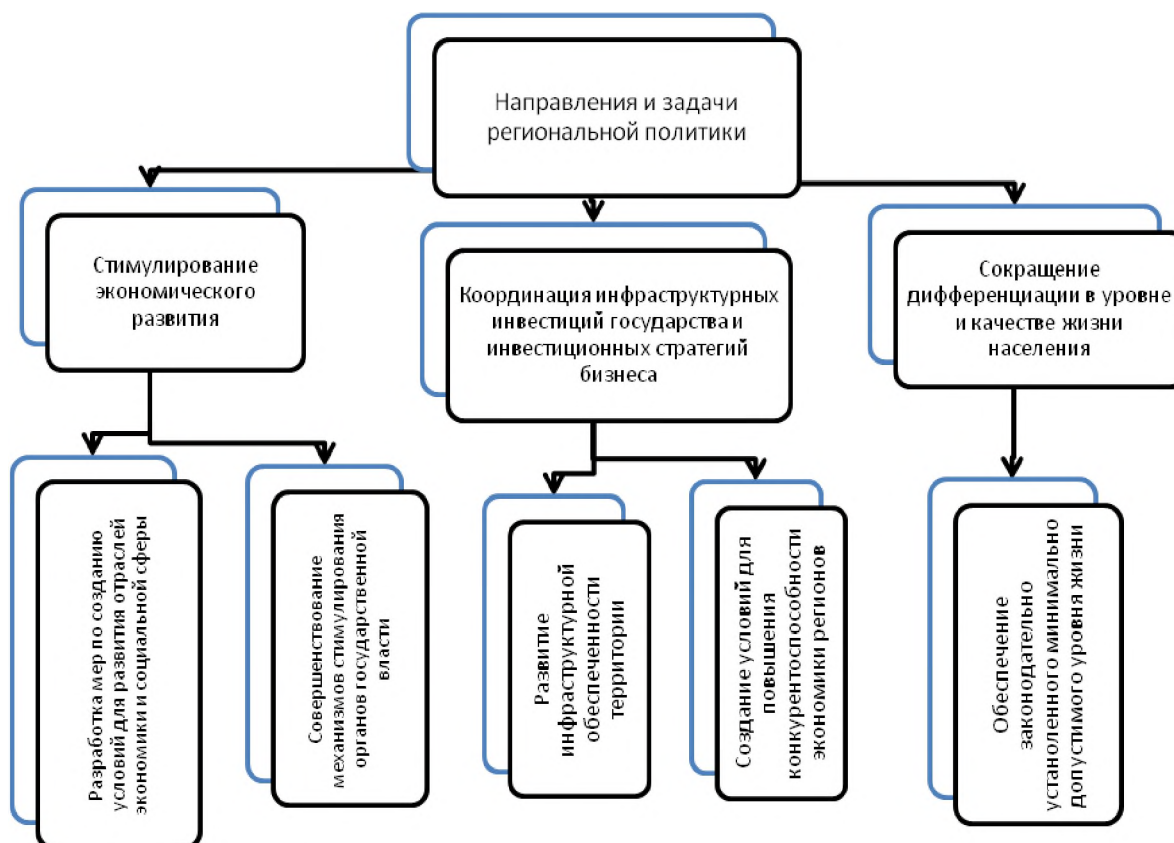 Направления и задачи
региональной политики
Стимулирование
экономического
развития
Координация инфраструктурных
инвестиций государства и
инвестиционных стратегий
бизнеса
Сокращение
дифференциации в уровне
и качестве жизни
населения
Разработка мер по созданию
условий для развития отраслей
экономики и социальной сферы
Совершенствование
механизмов стимулирования
органов государственной
власти
Развитие
инфраструктурной
обеспеченности
территории
Создание условий для
повышения
конкурентоспособности
экономики регионов
Обеспечение
законодательно
устаноленного минимально
допустимого уровня жизни